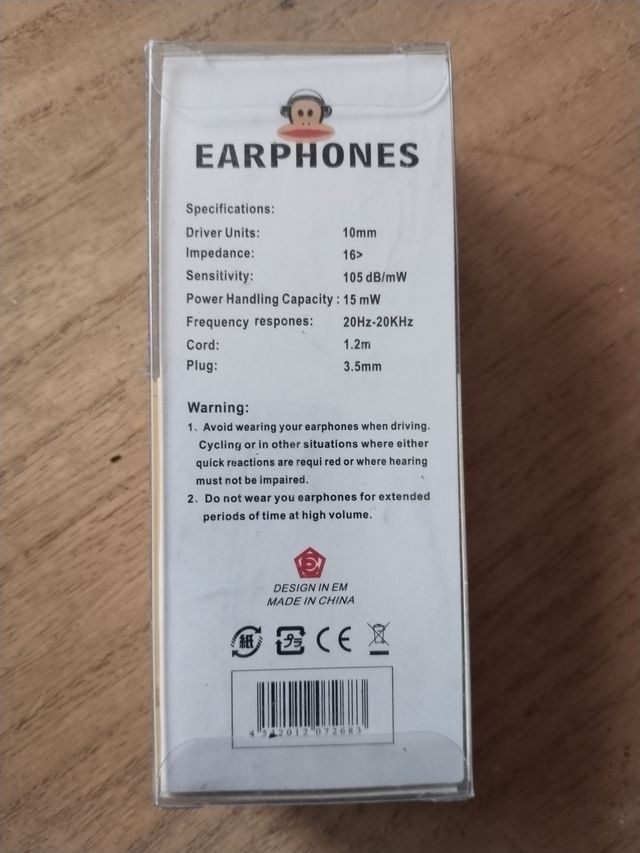 EARPHONES
Specifications:
Driver Units: 10mm
Impedance: 16>
Sensitivity: 105 dB/mW
Power Handling Capacity : 15 mW
Frequency respones: 20Hz-20KHz
Cord: 1.2m
Plug: 3.5mm
Warning:
1、Avoid wearing your earphones when driving.
Cycling or in other situations where either
quick reactions are requi red or where hearing
must not be impaired.
2、Do not wear you earphones for extended
periods of time at high volume.
DESIGN IN EM
MADE IN CHINA
紙 プラ CE